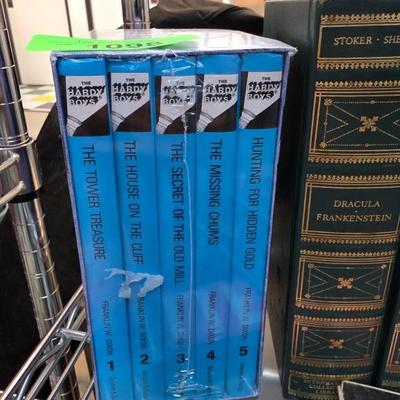 1098
THE
HARDY
BOYS
THE TOWER TREASURE
FRANKLIN W. DIXON
1
THE
HARDY
BOYS
THE HOUSE ON THE CLIFF
FRANKLIN W. DIXON
2
THE
HARDY
BOYS
THE SECRET OF THE OLD MILL
FRANKLIN W. DIXON
3
THE
HARDY
BOYS
THE MISSING CHUMS
FRANKLIN W. DIXON
4
THE
HARDY
BOYS
HUNTING FOR HIDDEN GOLD
FRANKLIN W. DIXON
5
STOKER · SHE
DRACULA
FRANKENSTEIN